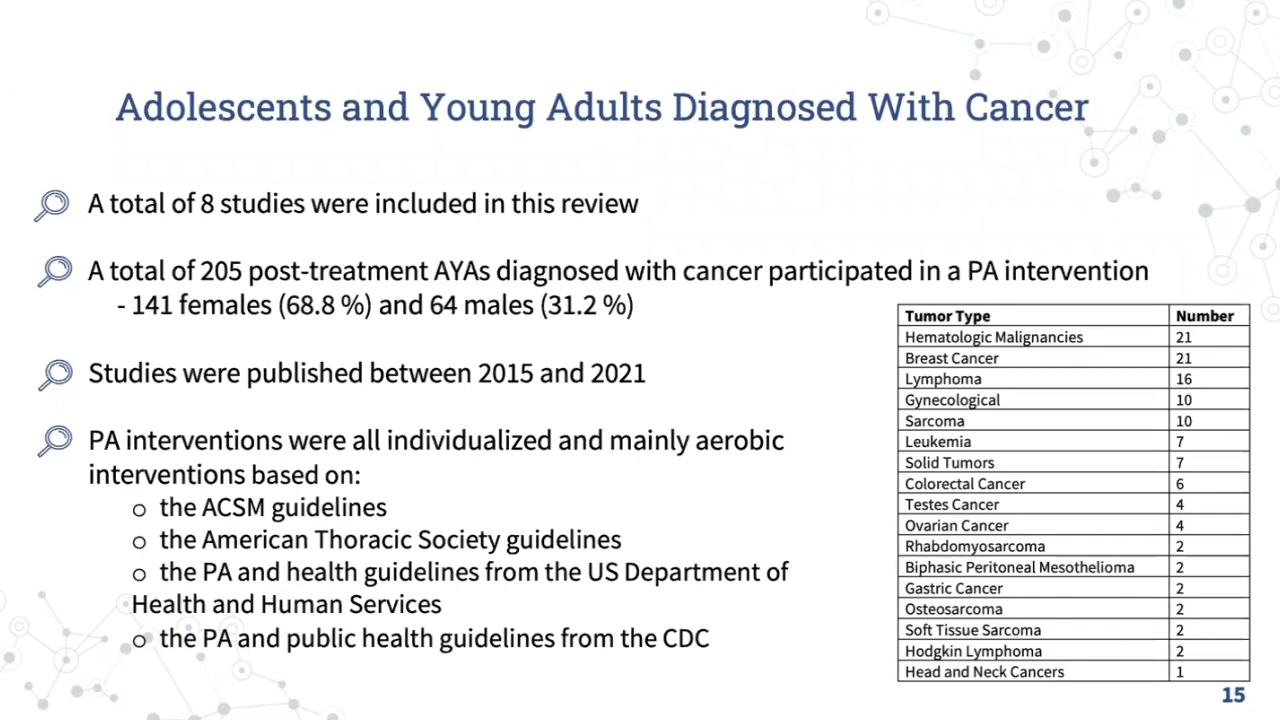 Adolescents and Young Adults Diagnosed With Cancer
A total of 8 studies were included in this review
A total of 205 post-treatment AYAs diagnosed with cancer participated in a PA intervention
- 141 females (68.8 %) and 64 males (31.2 %)
Studies were published between 2015 and 2021
PA interventions were all individualized and mainly aerobic
interventions based on:
o the ACSM guidelines
o the American Thoracic Society guidelines
o the PA and health guidelines from the US Department of
Health and Human Services
o the PA and public health guidelines from the CDC
Tumor Type Number
Hematologic Malignancies 21
Breast Cancer 21
Lymphoma 16
Gynecological 10
Sarcoma 10
Leukemia 7
Solid Tumors 7
Colorectal Cancer 6
Testes Cancer 4
Ovarian Cancer 4
Rhabdomyosarcoma 2
Biphasic Peritoneal Mesothelioma 2
Gastric Cancer 2
Osteosarcoma 2
Soft Tissue Sarcoma 2
Hodgkin Lymphoma 2
Head and Neck Cancers 1
15